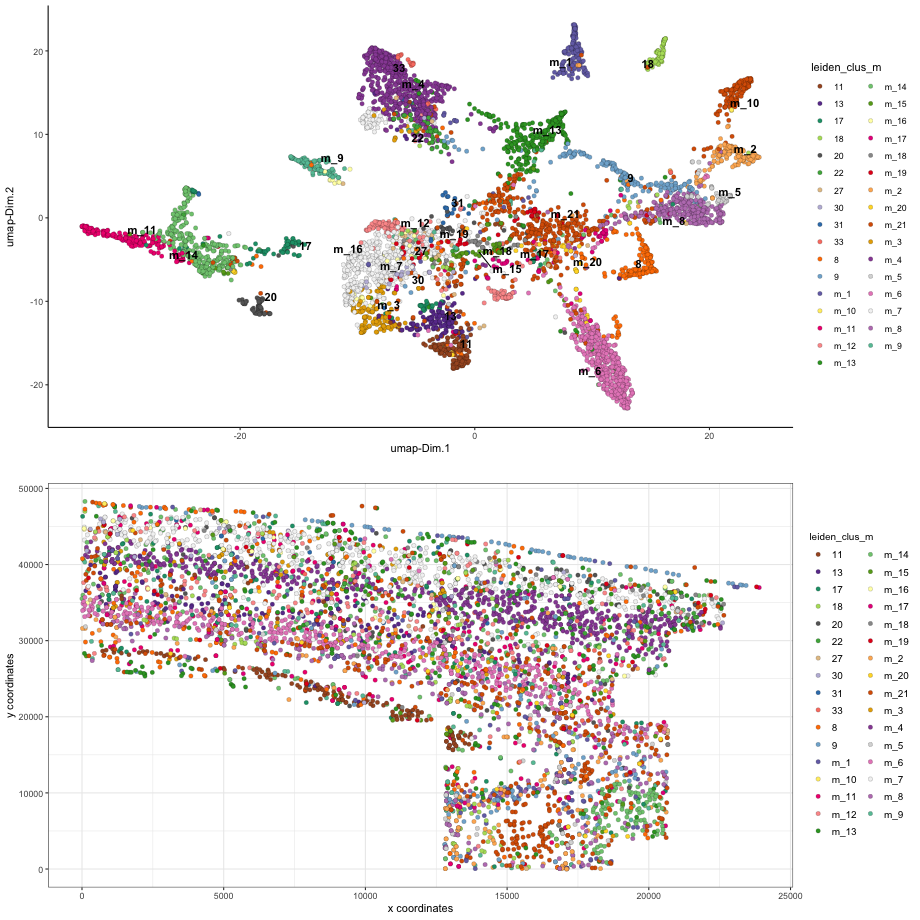 20
10
0
-10
-20
umap-Dim.2
-20
0
20
umap-Dim.1
33
m_4
22
m_1
18
m_10
m_13
m_2
m_9
9
m_5
m_8
31
m_21
m_12
m_19
m_11
17
m_14
m_16
27
m_18
m_17
m_7
m_15
m_20
8
30
20
m_3
13
11
m_6
leiden_clus_m
11 m_14
13 m_15
17 m_16
18 m_17
20 m_18
22 m_19
27 m_2
30 m_20
31 m_21
33 m_3
8 m_4
9 m_5
m_1 m_6
m_10 m_7
m_11 m_8
m_12 m_9
m_13
50000
40000
30000
20000
10000
0
y coordinates
0
5000
10000
15000
20000
25000
x coordinates
leiden_clus_m
11 m_14
13 m_15
17 m_16
18 m_17
20 m_18
22 m_19
27 m_2
30 m_20
31 m_21
33 m_3
8 m_4
9 m_5
m_1 m_6
m_10 m_7
m_11 m_8
m_12 m_9
m_13